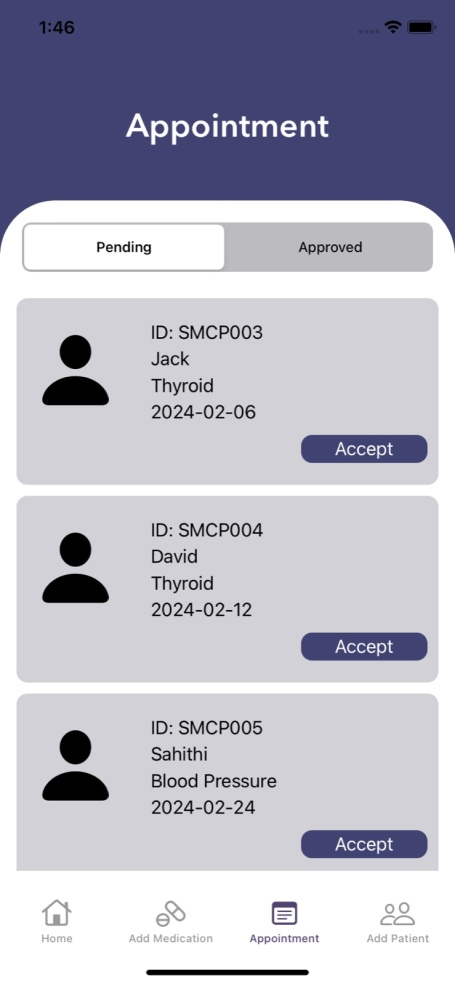 1:46
Appointment
Pending Approved
ID: SMCP003
Jack
Thyroid
2024-02-06
Accept
ID: SMCP004
David
Thyroid
2024-02-12
Accept
ID: SMCP005
Sahithi
Blood Pressure
2024-02-24
Accept
Home Add Medication Appointment Add Patient